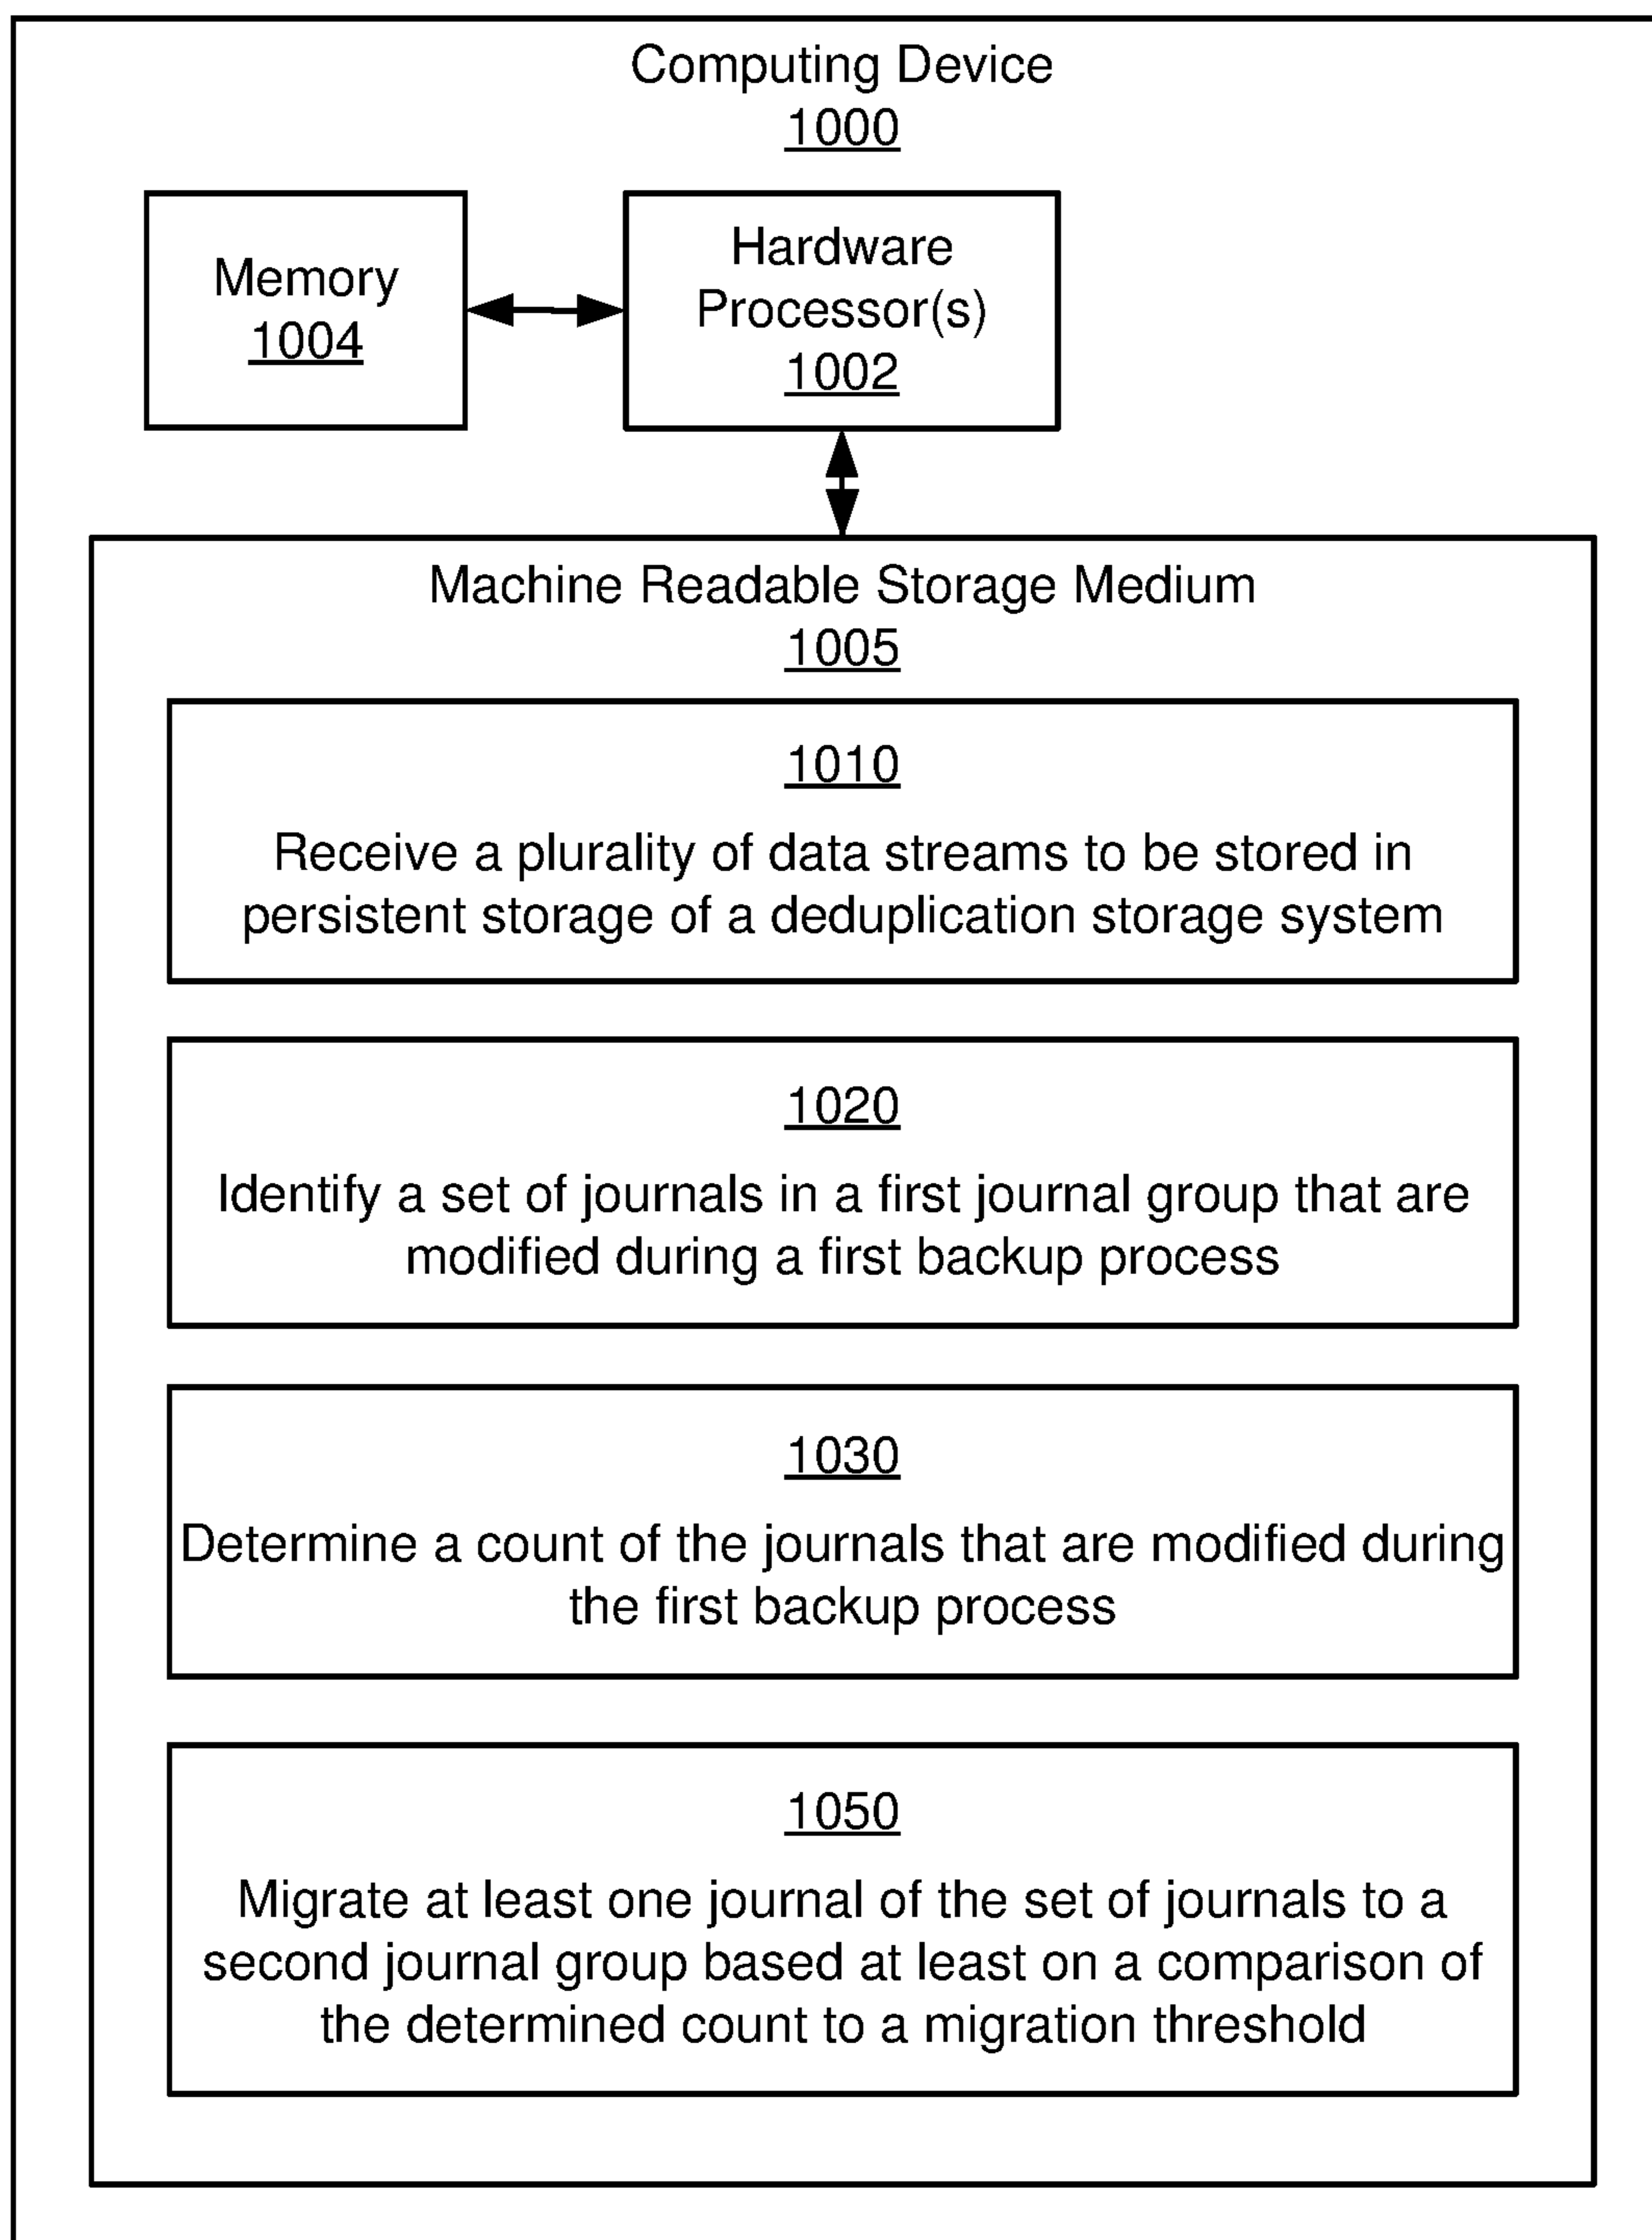 Computing Device
1000
Memory
1004
Hardware
Processor(s)
1002
Machine Readable Storage Medium
1005
1010
Receive a plurality of data streams to be stored in
persistent storage of a deduplication storage system
1020
Identify a set of journals in a first journal group that are
modified during a first backup process
1030
Determine a count of the journals that are modified during
the first backup process
1050
Migrate at least one journal of the set of journals to a
second journal group based at least on a comparison of
the determined count to a migration threshold